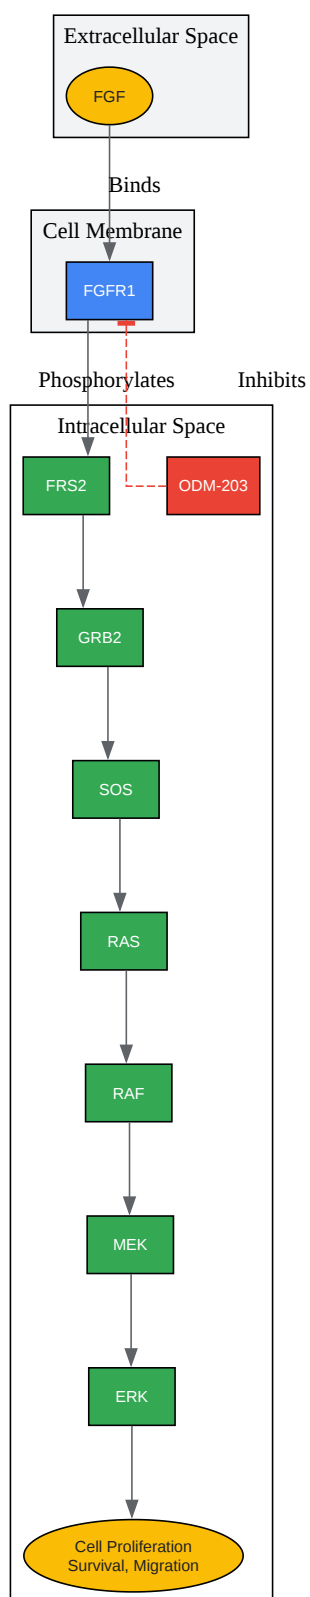 Extracellular Space
FGF
Binds
Cell Membrane
FGFR1
Phosphorylates
Inhibits
Intracellular Space
FRS2
ODM-203
GRB2
SOS
RAS
RAF
MEK
ERK
Cell Proliferation
Survival, Migration